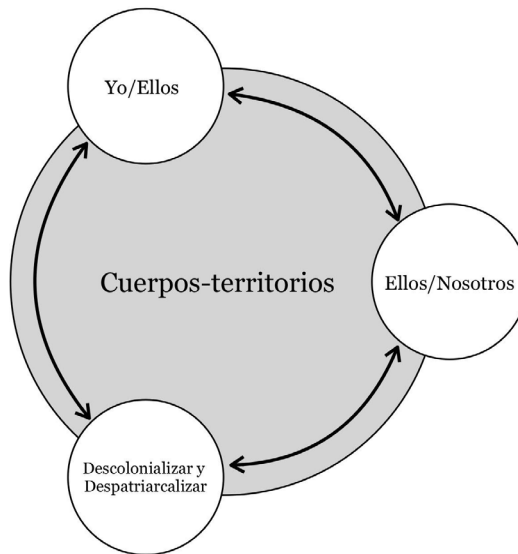 Yo/Ellos
Cuerpos-territorios
Ellos/Nosotros
Descolonializar y
Despatriarcalizar